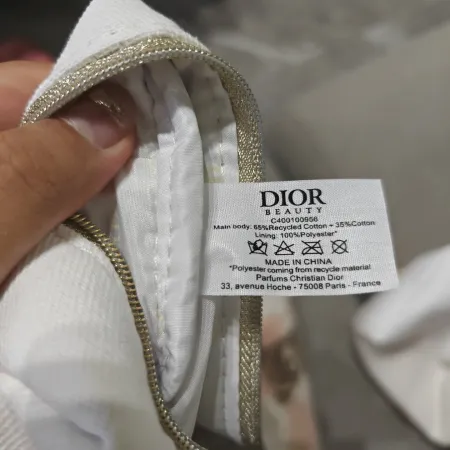 DIOR
BEAUTY
C400100956
Main body: 65%Recycled Cotton + 35%Cotton
Lining: 100%Polyester*
MADE IN CHINA
*Polyester coming from recycle material
Parfums Christian Dior
33, avenue Hoche - 75008 Paris - France